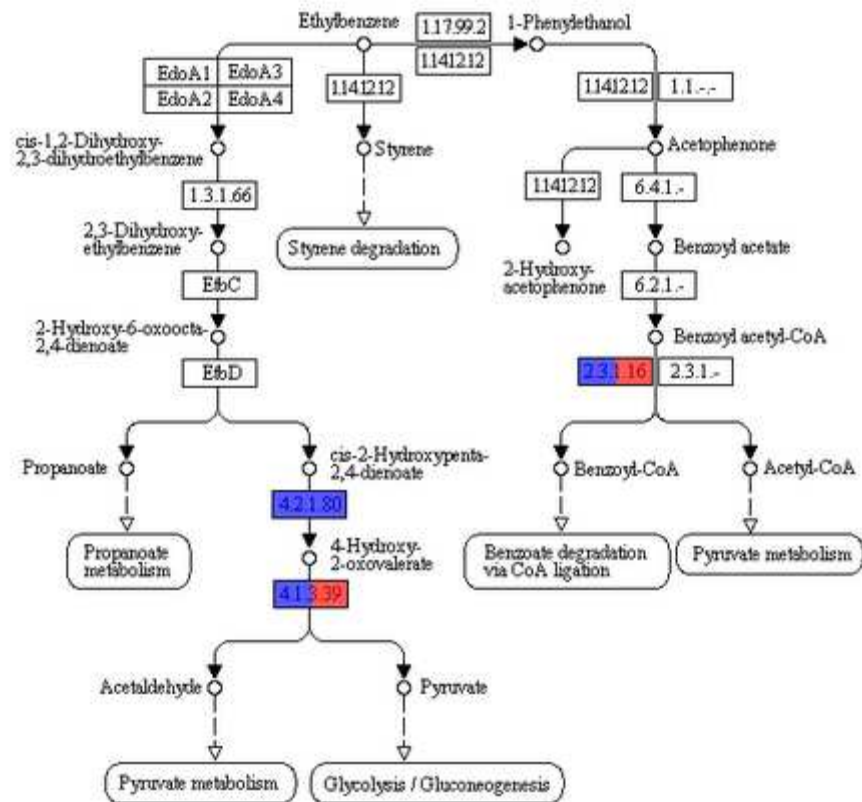 Ethylbenzene
1.17.99.2
1-Phenylethanol
1.14.12.12
EdoA1
EdoA3
EdoA2
EdoA4
1.14.12.12
1.14.12.12
1.1.-.-
cis-1,2-Dihydroxy-
2,3-dihydroethylbenzene
Styrene
Acetophenone
1.3.1.66
1.14.12.12
6.4.1.-
2,3-Dihydroxy-
ethylbenzene
Styrene degradation
2-Hydroxy-
acetophenone
Benzoyl acetate
EtbC
6.2.1.-
2-Hydroxy-6-oxoocta-
2,4-dienoate
Benzoyl acetyl-CoA
EtbD
2.3.1.16
2.3.1.-
Propanoate
cis-2-Hydroxypenta-
2,4-dienoate
Benzoyl-CoA
Acetyl-CoA
4.2.1.80
Propanoate
metabolism
4-Hydroxy-
2-oxovalerate
Benzoate degradation
via CoA ligation
Pyruvate metabolism
4.1.3.39
Acetaldehyde
Pyruvate
Pyruvate metabolism
Glycolysis / Gluconeogenesis